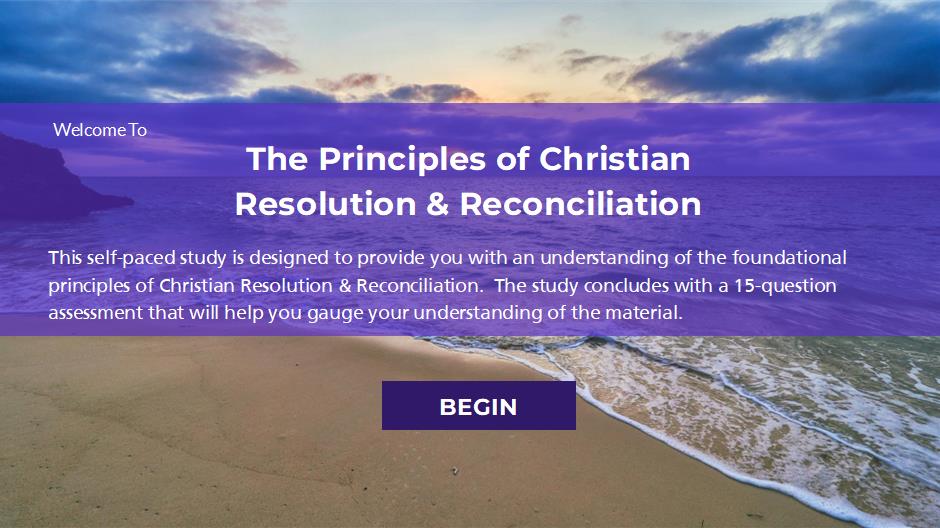 Welcome To
The Principles of Christian
Resolution & Reconciliation
This self-paced study is designed to provide you with an understanding of the foundational
principles of Christian Resolution & Reconciliation.  The study concludes with a 15-question
assessment that will help you gauge your understanding of the material.
BEGIN